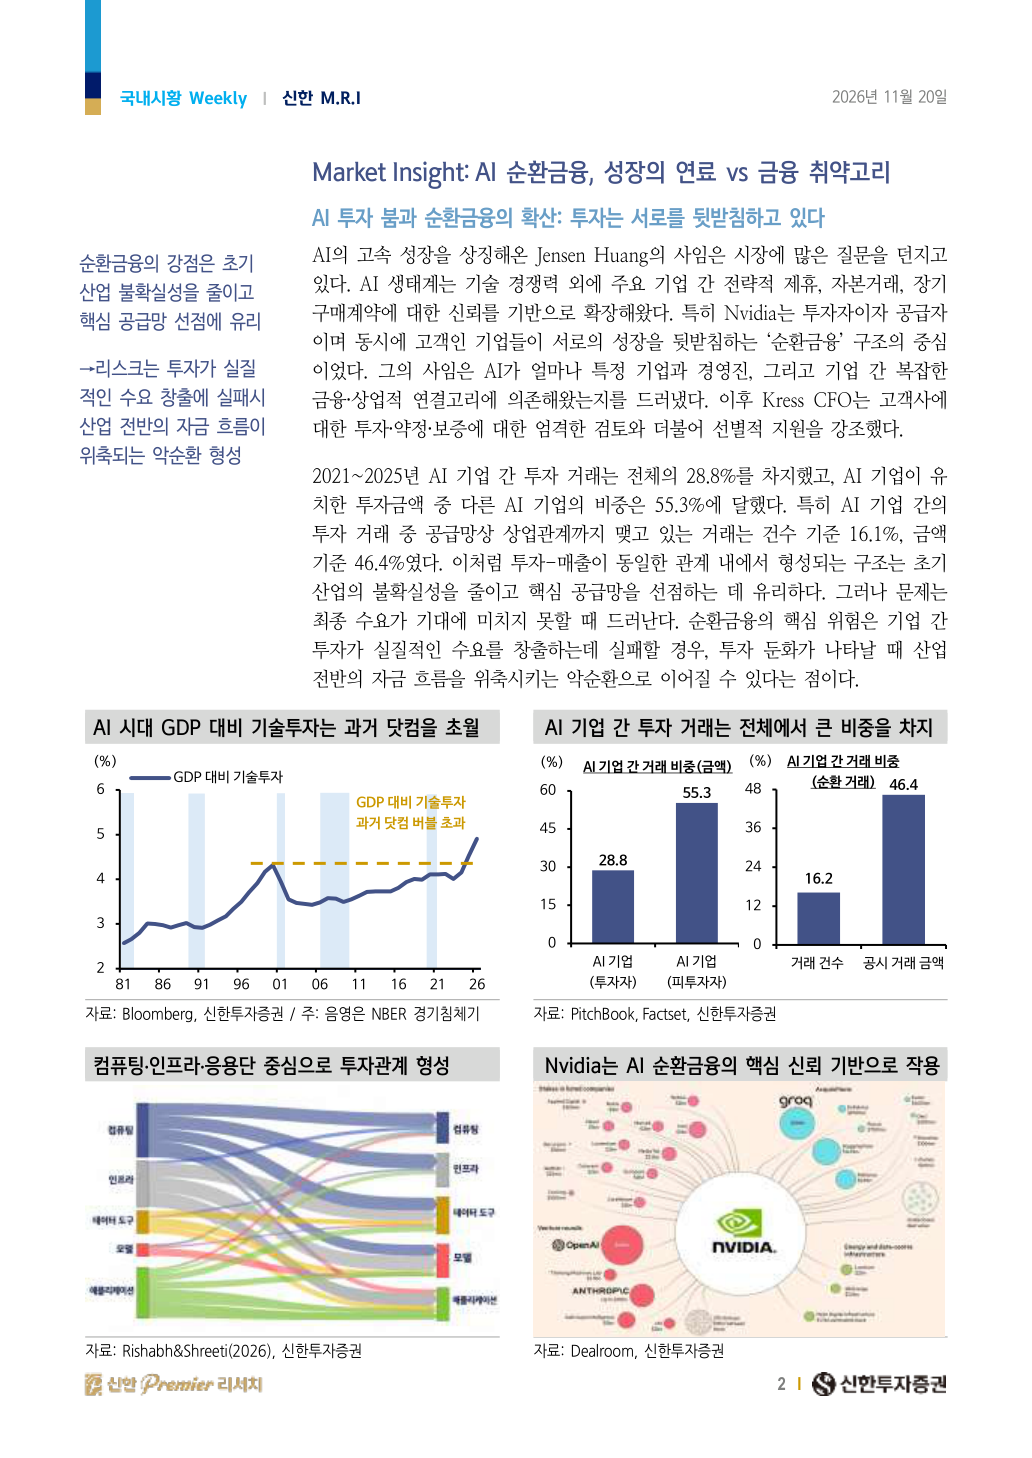 국내시황 Weekly | 신한 M.R.I
2026년 11월 20일
Market Insight: AI 순환금융, 성장의 연료 vs 금융 취약고리
AI 투자 붐과 순환금융의 확산: 투자는 서로를 뒷받침하고 있다
순환금융의 강점은 초기
산업 불확실성을 줄이고
핵심 공급망 선점에 유리
→리스크는 투자가 실질
적인 수요 창출에 실패시
산업 전반의 자금 흐름이
위축되는 악순환 형성
AI의 고속 성장을 상징해온 Jensen Huang의 사임은 시장에 많은 질문을 던지고
있다. AI 생태계는 기술 경쟁력 외에 주요 기업 간 전략적 제휴, 자본거래, 장기
구매계약에 대한 신뢰를 기반으로 확장해왔다. 특히 Nvidia는 투자자이자 공급자
이며 동시에 고객인 기업들이 서로의 성장을 뒷받침하는 ‘순환금융’ 구조의 중심
이었다. 그의 사임은 AI가 얼마나 특정 기업과 경영진, 그리고 기업 간 복잡한
금융·상업적 연결고리에 의존해왔는지를 드러냈다. 이후 Kress CFO는 고객사에
대한 투자·약정·보증에 대한 엄격한 검토와 더불어 선별적 지원을 강조했다.
2021~2025년 AI 기업 간 투자 거래는 전체의 28.8%를 차지했고, AI 기업이 유
치한 투자금액 중 다른 AI 기업의 비중은 55.3%에 달했다. 특히 AI 기업 간의
투자 거래 중 공급망상 상업관계까지 맺고 있는 거래는 건수 기준 16.1%, 금액
기준 46.4%였다. 이처럼 투자-매출이 동일한 관계 내에서 형성되는 구조는 초기
산업의 불확실성을 줄이고 핵심 공급망을 선점하는 데 유리하다. 그러나 문제는
최종 수요가 기대에 미치지 못할 때 드러난다. 순환금융의 핵심 위험은 기업 간
투자가 실질적인 수요를 창출하는데 실패할 경우, 투자 둔화가 나타날 때 산업
전반의 자금 흐름을 위축시키는 악순환으로 이어질 수 있다는 점이다.
AI 시대 GDP 대비 기술투자는 과거 닷컴을 초월
(%)
GDP 대비 기술투자
GDP 대비 기술투자
과거 닷컴 버블 초과
6
5
4
3
2
81 86 91 96 01 06 11 16 21 26
자료: Bloomberg, 신한투자증권 / 주: 음영은 NBER 경기침체기
AI 기업 간 투자 거래는 전체에서 큰 비중을 차지
(%)
AI 기업 간 거래 비중(금액)
60
45
30
15
0
28.8
55.3
AI 기업 AI 기업
(투자자) (피투자자)
(%)
AI 기업 간 거래 비중
(순환 거래)
48
36
24
12
0
16.2
46.4
거래 건수 공시 거래 금액
자료: PitchBook, Factset, 신한투자증권
컴퓨팅·인프라·응용단 중심으로 투자관계 형성
컴퓨팅
인프라
데이터 도구
모델
애플리케이션
컴퓨팅
인프라
데이터 도구
모델
애플리케이션
자료: Rishabh&Shreeti(2026), 신한투자증권
Nvidia는 AI 순환금융의 핵심 신뢰 기반으로 작용
Stakes in listed companies
Acquisitions
groq
Venture rounds
OpenAI
ANTHROPIC
NVIDIA.
Energy and data-centre
infrastructure
자료: Dealroom, 신한투자증권
신한 Premier 리서치
2 | 신한투자증권